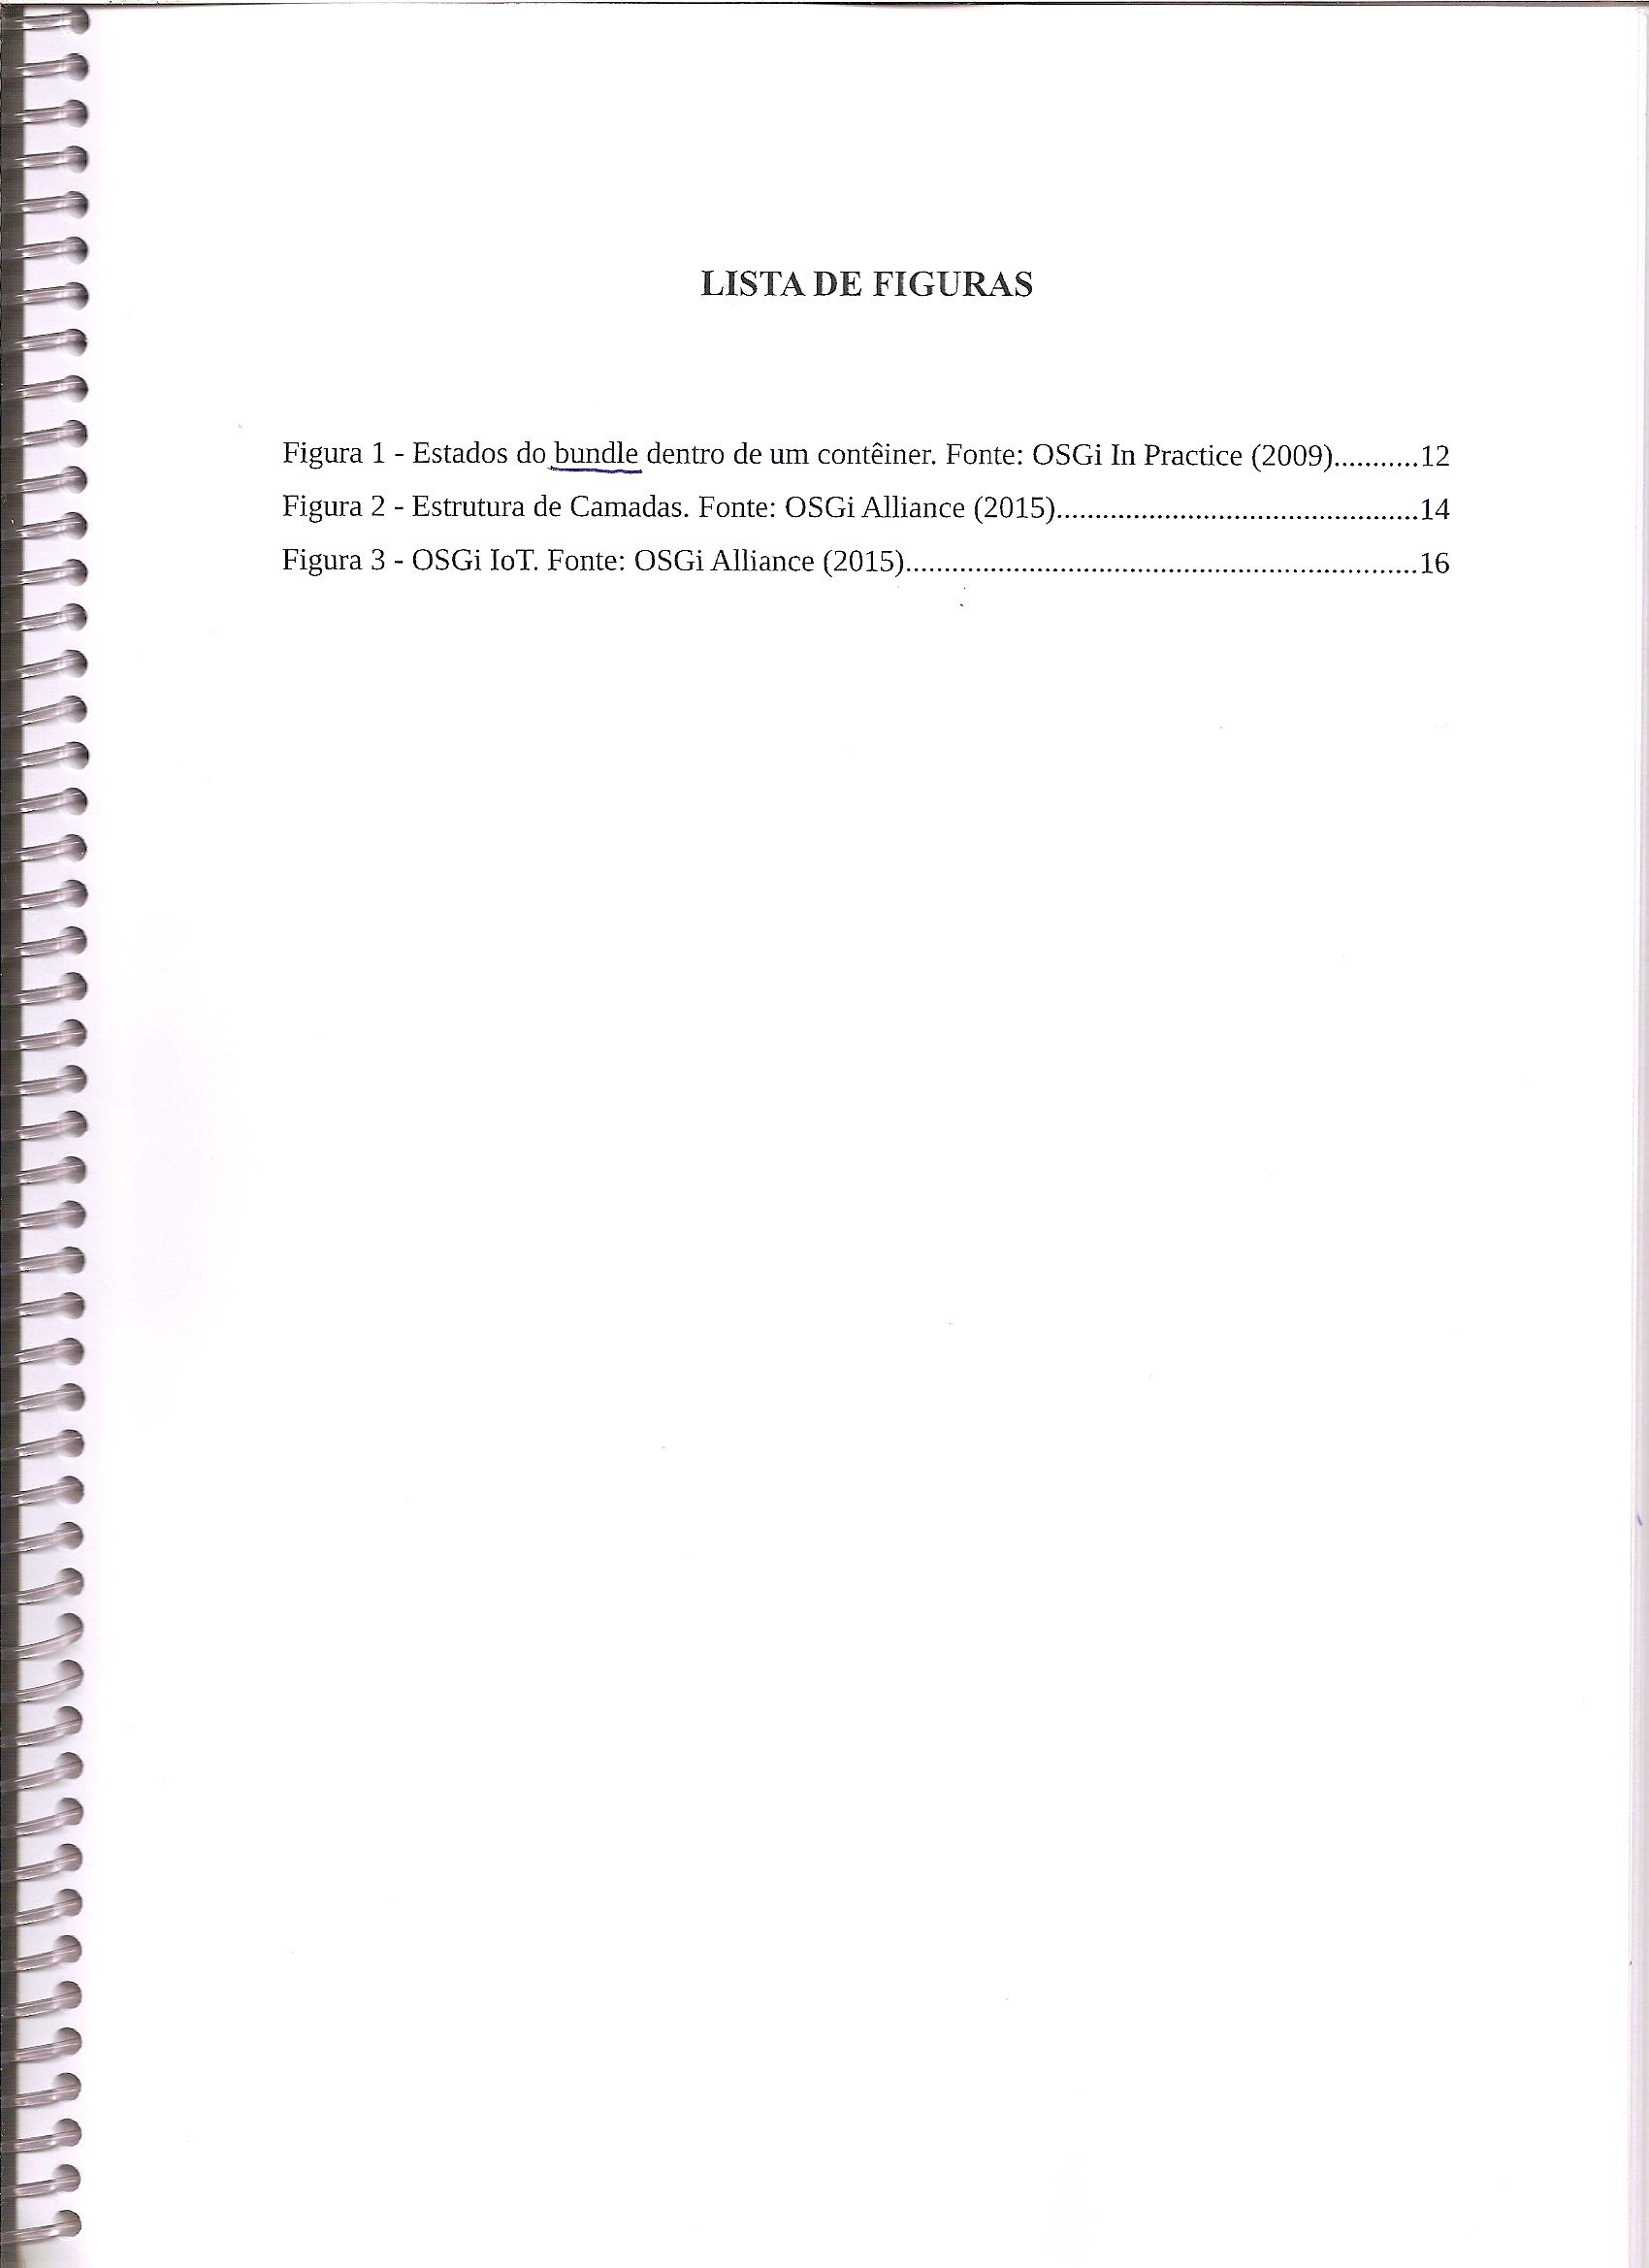 LISTA DE FIGURAS
Figura 1 - Estados do bundle dentro de um contêiner. Fonte: OSGi In Practice (2009)...........12
Figura 2 - Estrutura de Camadas. Fonte: OSGi Alliance (2015)...............................................14
Figura 3 - OSGi IoT. Fonte: OSGi Alliance (2015)..................................................................16